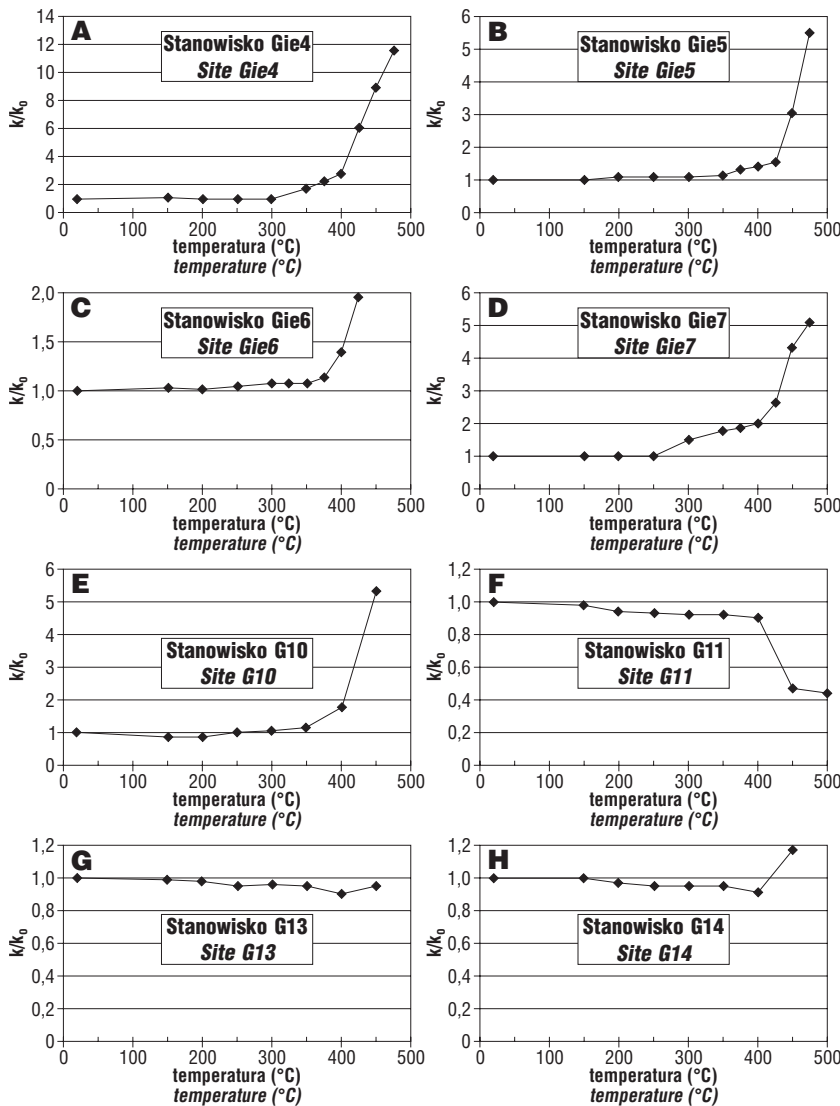 A
Stanowisko Gie4
Site Gie4
k/k0
14
12
10
8
6
4
2
0
0 100 200 300 400 500
temperatura (°C)
temperature (°C)
B
Stanowisko Gie5
Site Gie5
k/k0
6
5
4
3
2
1
0
0 100 200 300 400 500
temperatura (°C)
temperature (°C)
C
Stanowisko Gie6
Site Gie6
k/k0
2,0
1,5
1,0
0,5
0
0 100 200 300 400 500
temperatura (°C)
temperature (°C)
D
Stanowisko Gie7
Site Gie7
k/k0
6
5
4
3
2
1
0
0 100 200 300 400 500
temperatura (°C)
temperature (°C)
E
Stanowisko G10
Site G10
k/k0
6
5
4
3
2
1
0
0 100 200 300 400 500
temperatura (°C)
temperature (°C)
F
Stanowisko G11
Site G11
k/k0
1,2
1,0
0,8
0,6
0,4
0,2
0
0 100 200 300 400 500
temperatura (°C)
temperature (°C)
G
Stanowisko G13
Site G13
k/k0
1,2
1,0
0,8
0,6
0,4
0,2
0
0 100 200 300 400 500
temperatura (°C)
temperature (°C)
H
Stanowisko G14
Site G14
k/k0
1,2
1,0
0,8
0,6
0,4
0,2
0
0 100 200 300 400 500
temperatura (°C)
temperature (°C)